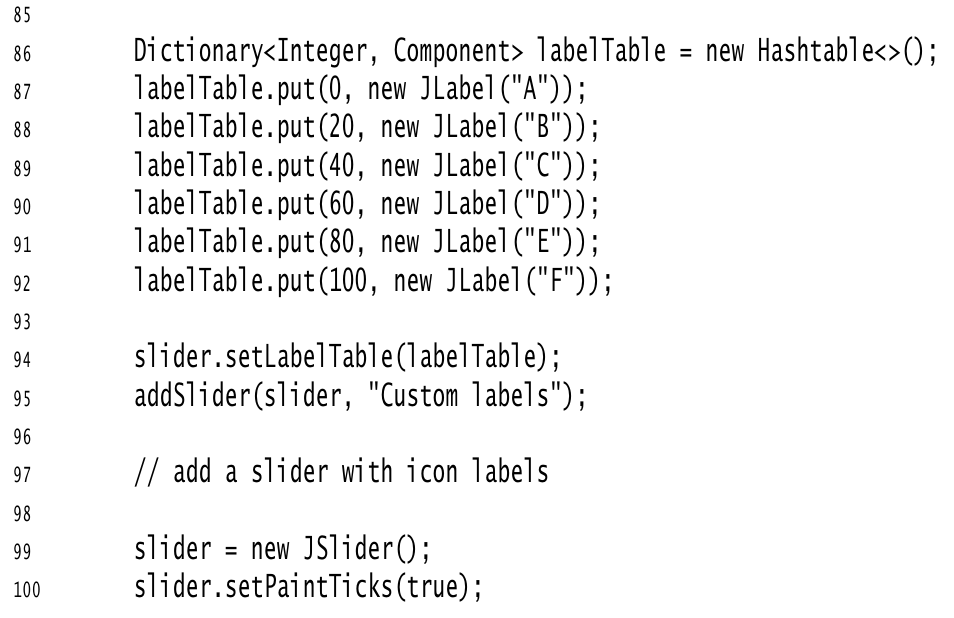 85
86 Dictionary<Integer, Component> labelTable = new Hashtable<>();
87 labelTable.put(0, new JLabel("A"));
88 labelTable.put(20, new JLabel("B"));
89 labelTable.put(40, new JLabel("C"));
90 labelTable.put(60, new JLabel("D"));
91 labelTable.put(80, new JLabel("E"));
92 labelTable.put(100, new JLabel("F"));
93
94 slider.setLabelTable(labelTable);
95 addSlider(slider, "Custom labels");
96
97 // add a slider with icon labels
98
99 slider = new JSlider();
100 slider.setPaintTicks(true);